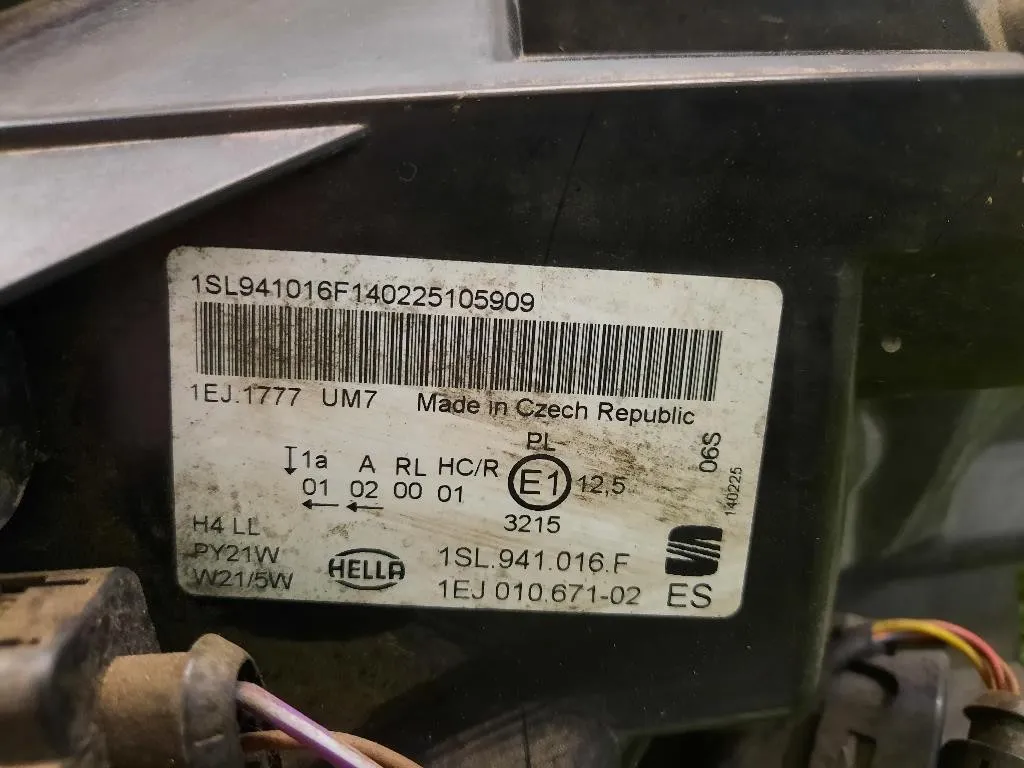 1SL941016F140225105909
1EJ.1777 UM7 Made in Czech Republic
PL
1a A RL HC/R E1 12,5
01 02 00 01
3215
06S
140225
H4 LL
PY21W
W21/5W
HELLA
1SL.941.016.F
1EJ 010.671-02
ES